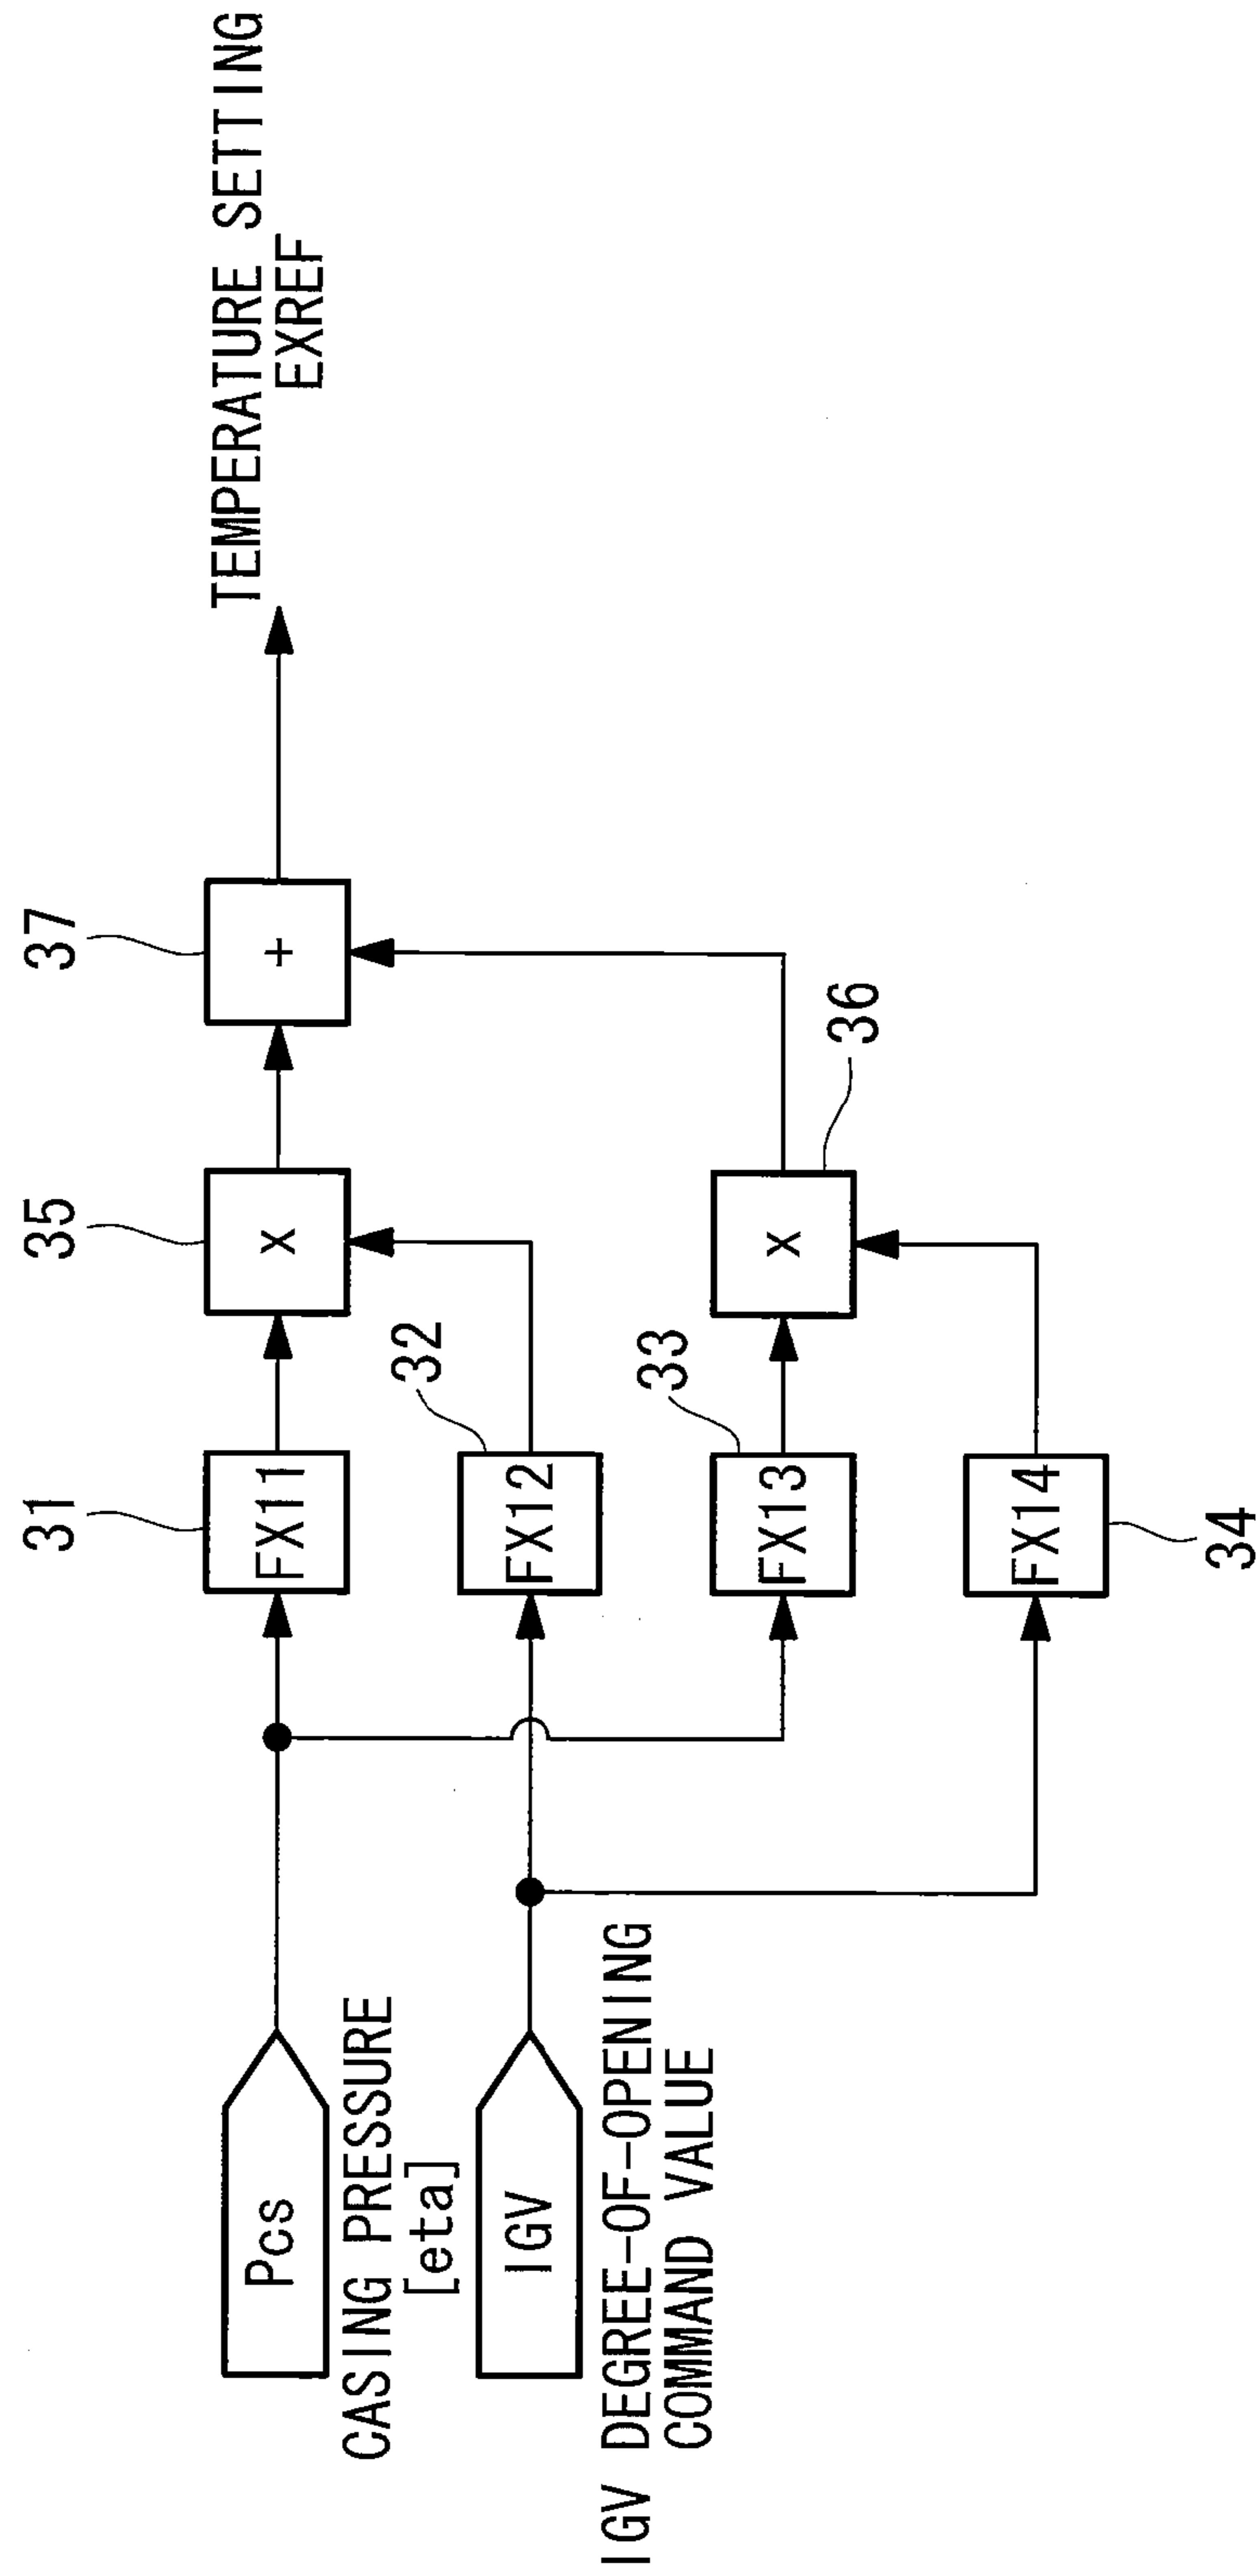 31
35
37
Pcs
FX11
X
+
TEMPERATURE SETTING
EXREF
CASING PRESSURE
[eta]
32
IGV
FX12
IGV DEGREE-OF-OPENING
COMMAND VALUE
33
FX13
X
36
FX14
34